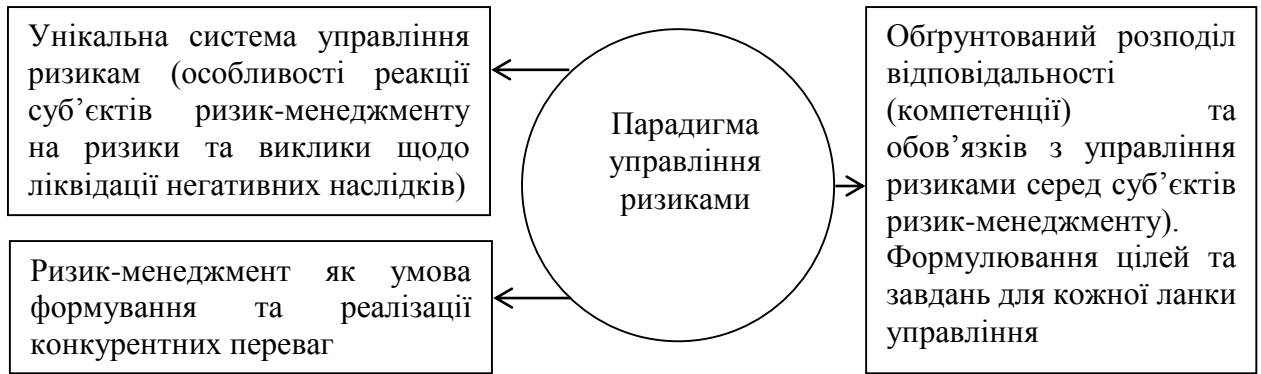 Унікальна система управління
ризикам (особливості реакції
суб’єктів ризик-менеджменту
на ризики та виклики щодо
ліквідації негативних наслідків)
Ризик-менеджмент як умова
формування та реалізації
конкурентних переваг
Парадигма
управління
ризиками
Обґрунтований розподіл
відповідальності
(компетенції) та
обов’язків з управління
ризиками серед суб’єктів
ризик-менеджменту).
Формулювання цілей та
завдань для кожної ланки
управління